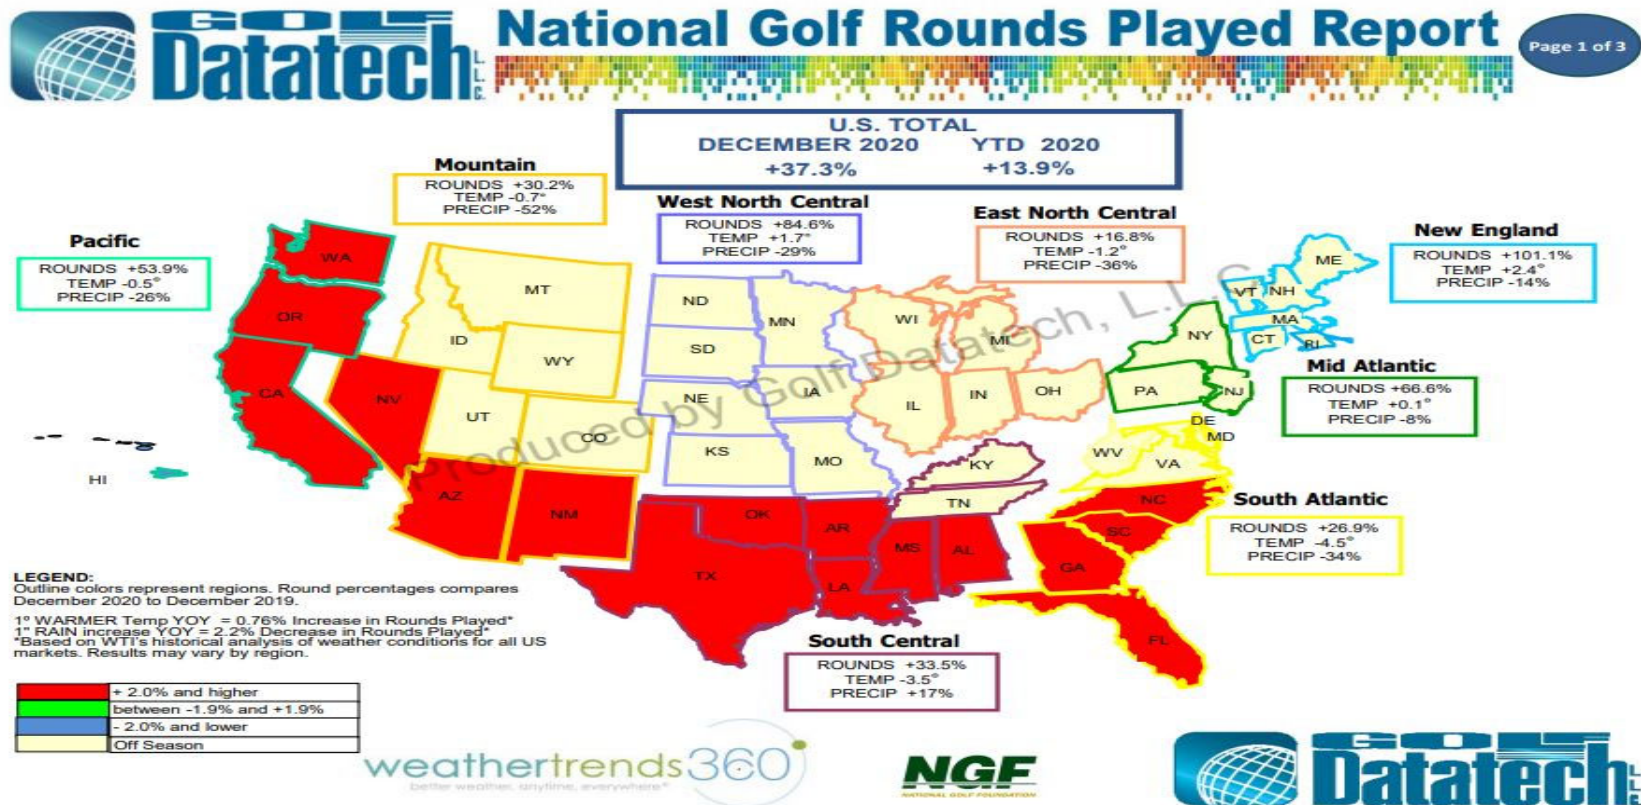 GOLF
Datatech L.L.C.
National Golf Rounds Played Report
Page 1 of 3
U.S. TOTAL
DECEMBER 2020 YTD 2020
+37.3% +13.9%
Mountain
ROUNDS +30.2%
TEMP -0.7°
PRECIP -52%
West North Central
ROUNDS +84.6%
TEMP +1.7°
PRECIP -29%
East North Central
ROUNDS +16.8%
TEMP -1.2°
PRECIP -36%
New England
ROUNDS +101.1%
TEMP +2.4°
PRECIP -14%
Pacific
ROUNDS +53.9%
TEMP -0.5°
PRECIP -26%
Mid Atlantic
ROUNDS +66.6%
TEMP +0.1°
PRECIP -8%
South Atlantic
ROUNDS +26.9%
TEMP -4.5°
PRECIP -34%
South Central
ROUNDS +33.5%
TEMP -3.5°
PRECIP +17%
WA
OR
CA
NV
MT
ID
WY
UT
CO
AZ
NM
HI
ND
SD
NE
KS
MN
IA
MO
WI
MI
IL
IN
OH
KY
TN
OK
AR
TX
LA
MS
AL
ME
VT
NH
MA
CT
RI
NY
PA
NJ
DE
MD
WV
VA
NC
SC
GA
FL
Produced by Golf Datatech, L.L.C.
LEGEND:
Outline colors represent regions. Round percentages compares
December 2020 to December 2019.
1° WARMER Temp YOY = 0.76% Increase in Rounds Played*
1" RAIN increase YOY = 2.2% Decrease in Rounds Played*
*Based on WTI's historical analysis of weather conditions for all US
markets. Results may vary by region.
+ 2.0% and higher
between -1.9% and +1.9%
- 2.0% and lower
Off Season
weathertrends360°
better weather. anytime, everywhere®
NGF
NATIONAL GOLF FOUNDATION
GOLF
Datatech L.L.C.